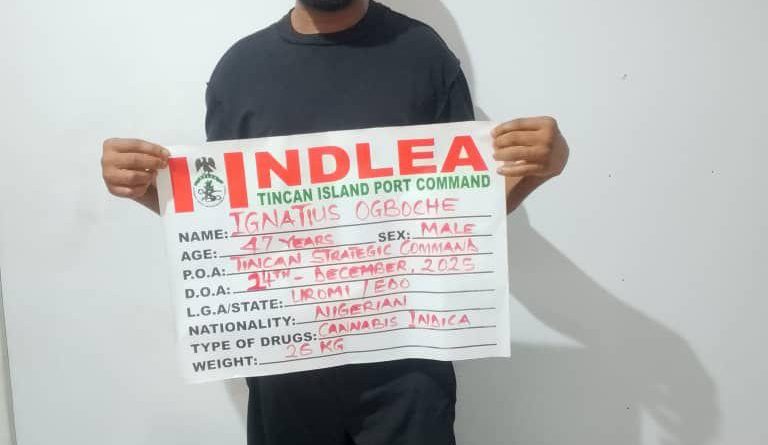 NDLEA
TINCAN ISLAND PORT COMMAND
NAME: IGNATIUS OGBOCHE
AGE: 47 YEARS SEX: MALE
P.O.A: TINCAN STRATEGIC COMMAND
D.O.A: 24TH - DECEMBER, 2025
L.G.A/STATE: UROMI / EDO
NATIONALITY: NIGERIAN
TYPE OF DRUGS: CANNABIS INDICA
WEIGHT: 26 KG